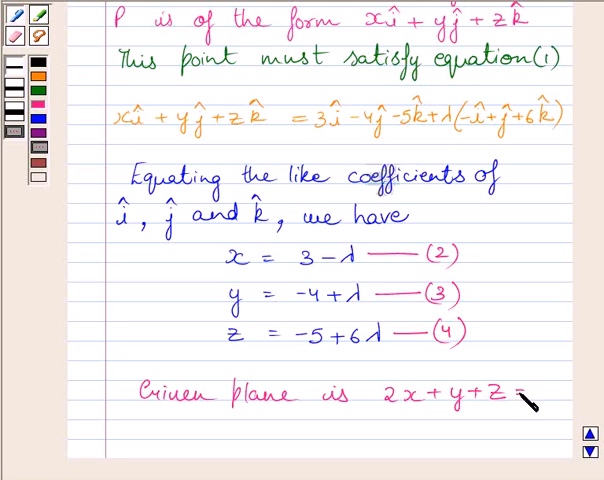 P is of the form xî + yĵ + zk̂
This point must satisfy equation(1)
xî + yĵ + zk̂ = 3î - 4ĵ - 5k̂ + λ(-î + ĵ + 6k̂)
Equating the like coefficients of
î, ĵ and k̂, we have
x = 3 - λ —— (2)
y = -4 + λ —— (3)
z = -5 + 6λ —— (4)
Given plane is 2x + y + z =